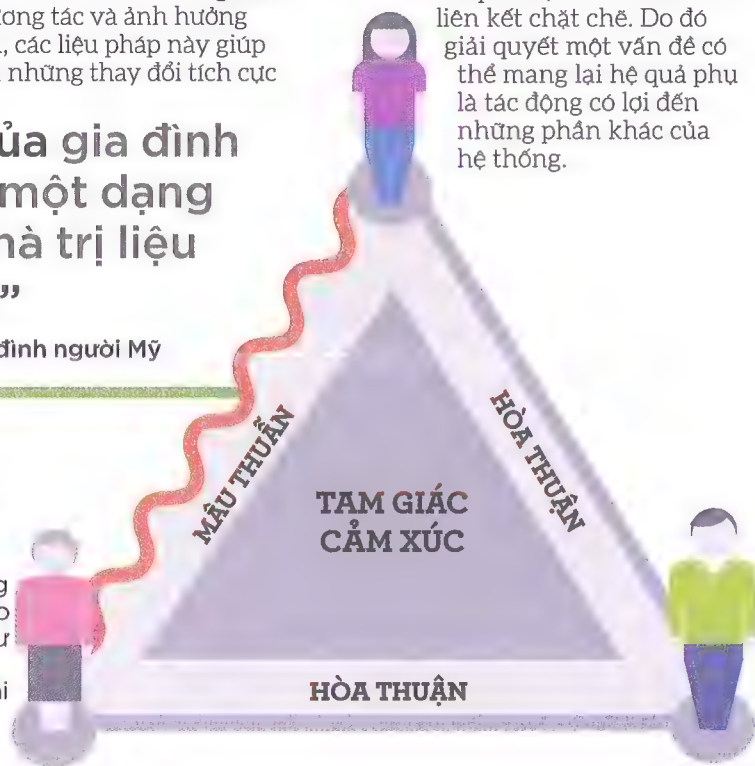 tương tác và ảnh hưởng
, các liệu pháp này giúp
những thay đổi tích cực
liên kết chặt chẽ. Do đó
giải quyết một vấn đề có
thể mang lại hệ quả phụ
là tác động có lợi đến
những phần khác của
hệ thống.
của gia đình
một dạng
nhà trị liệu
”
đình người Mỹ
MÂU THUẪN
HÒA THUẬN
TAM GIÁC
CẢM XÚC
HÒA THUẬN